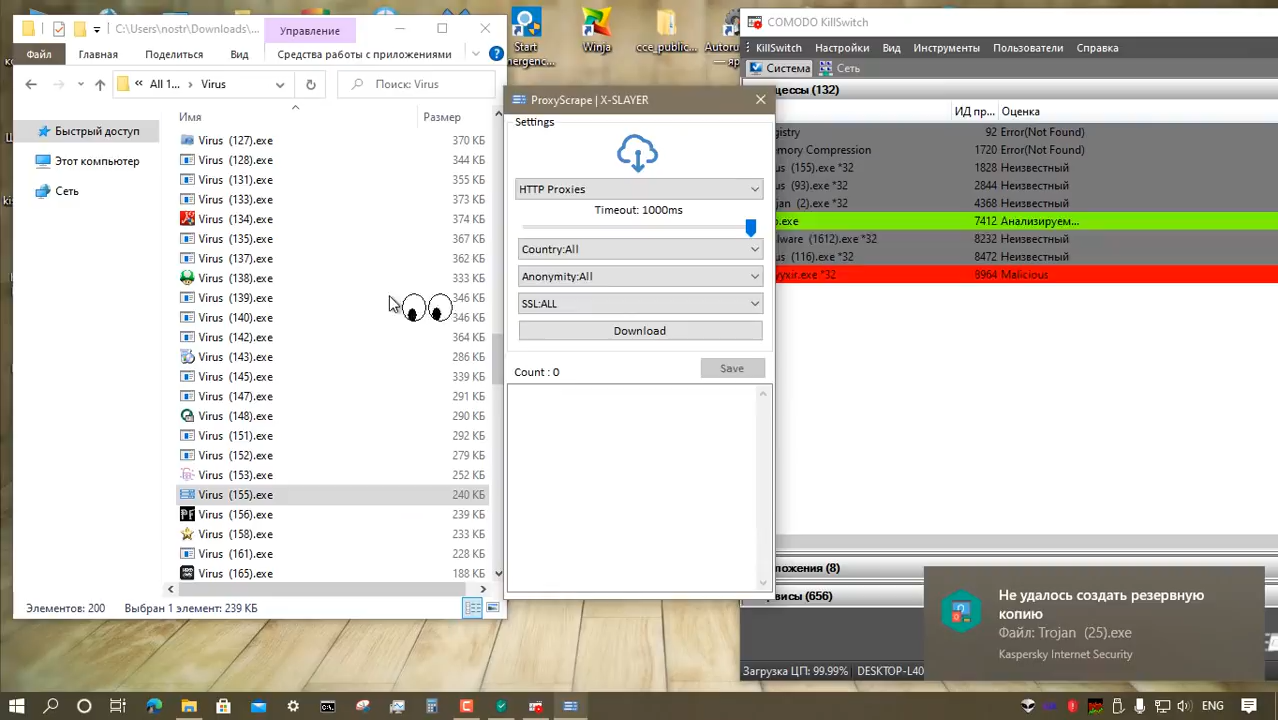 C:\Users\nostr\Downloads\...
Управление
Файл
Главная
Поделиться
Вид
Средства работы с приложениями
All 1...
Virus
Поиск: Virus
Быстрый доступ
Этот компьютер
Сеть
Имя
Размер
Virus (127).exe 370 КБ
Virus (128).exe 344 КБ
Virus (131).exe 355 КБ
Virus (133).exe 373 КБ
Virus (134).exe 374 КБ
Virus (135).exe 367 КБ
Virus (137).exe 362 КБ
Virus (138).exe 333 КБ
Virus (139).exe 346 КБ
Virus (140).exe 346 КБ
Virus (142).exe 364 КБ
Virus (143).exe 286 КБ
Virus (145).exe 339 КБ
Virus (147).exe 291 КБ
Virus (148).exe 290 КБ
Virus (151).exe 292 КБ
Virus (152).exe 279 КБ
Virus (153).exe 252 КБ
Virus (155).exe 240 КБ
Virus (156).exe 239 КБ
Virus (158).exe 233 КБ
Virus (161).exe 228 КБ
Virus (165).exe 188 КБ
Элементов: 200
Выбран 1 элемент: 239 КБ
Start
Winja
cce_public...
ProxyScrape | X-SLAYER
Settings
HTTP Proxies
Timeout: 1000ms
Country:All
Anonymity:All
SSL:ALL
Download
Count : 0
Save
COMODO KillSwitch
KillSwitch
Настройки
Вид
Инструменты
Пользователи
Справка
Система
Сеть
цессы (132)
ИД пр...
Оценка
gistry 92 Error(Not Found)
emory Compression 1720 Error(Not Found)
us (155).exe *32 1828 Неизвестный
us (93).exe *32 2844 Неизвестный
jan (2).exe *32 4368 Неизвестный
o.exe 7412 Анализируем...
lware (1612).exe *32 8232 Неизвестный
us (116).exe *32 8472 Неизвестный
yyxir.exe *32 8964 Malicious
ложения (8)
рвисы (656)
Загрузка ЦП: 99.99%
DESKTOP-L40
Не удалось создать резервную
копию
Файл: Trojan (25).exe
Kaspersky Internet Security
ENG